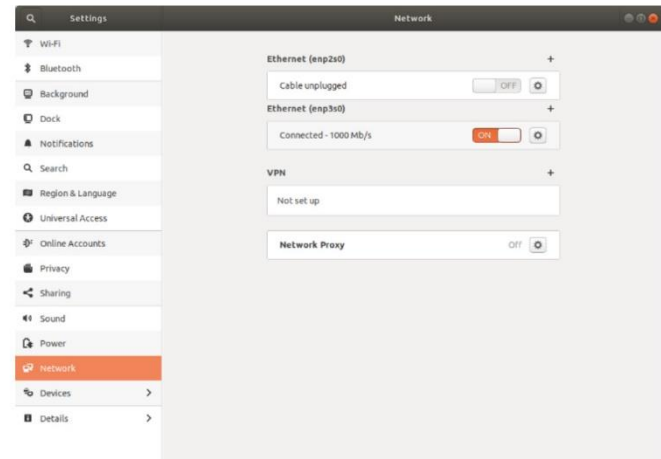 Settings
Network
Wi-Fi
Bluetooth
Background
Dock
Notifications
Search
Region & Language
Universal Access
Online Accounts
Privacy
Sharing
Sound
Power
Network
Devices
Details
Ethernet (enp2s0)
Cable unplugged OFF
Ethernet (enp3s0)
Connected - 1000 Mb/s ON
VPN
Not set up
Network Proxy Off